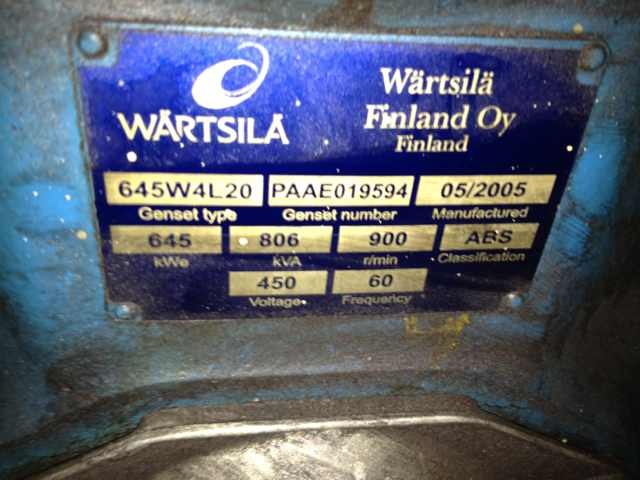 WÄRTSILÄ
Wärtsilä
Finland Oy
Finland
645W4L20 PAAE019594 05/2005
Genset type Genset number Manufactured
645 806 900 ABS
kWe kVA r/min Classification
450 60
Voltage Frequency